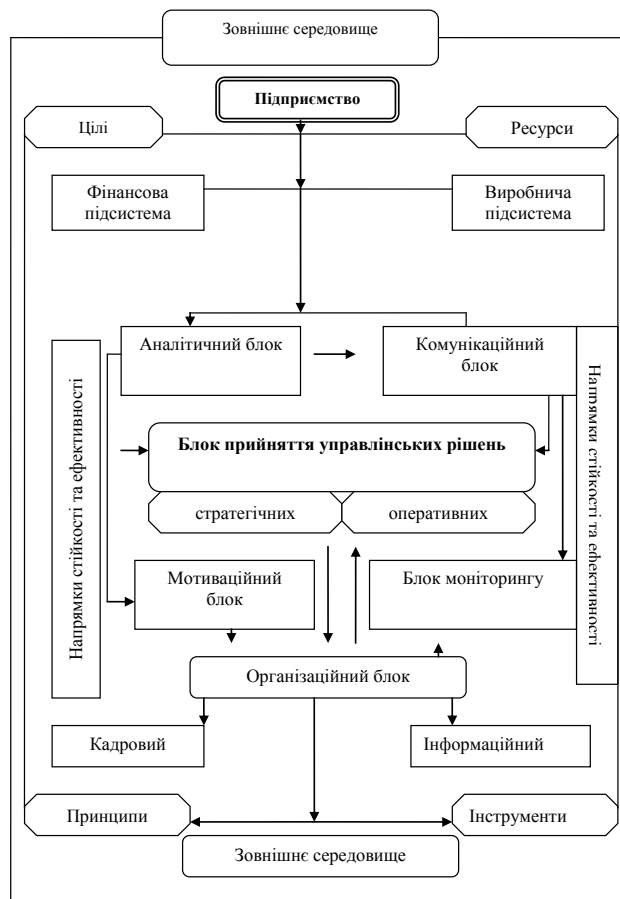 Зовнішнє середовище
Підприємство
Цілі
Ресурси
Фінансова
підсистема
Виробнича
підсистема
Аналітичний блок
Комунікаційний
блок
Напрямки стійкості та ефективності
Напрямки стійкості та ефективності
Блок прийняття управлінських рішень
стратегічних
оперативних
Мотиваційний
блок
Блок моніторингу
Організаційний блок
Кадровий
Інформаційний
Принципи
Інструменти
Зовнішнє середовище